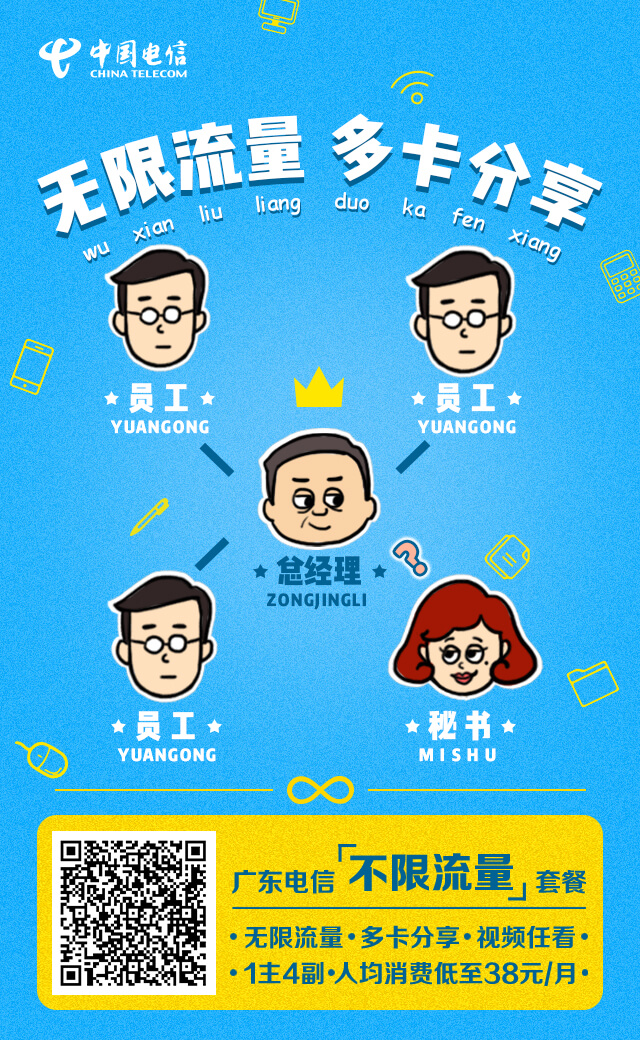 中国电信
CHINA TELECOM
无限流量 多卡分享
wu xian liu liang duo ka fen xiang
员工 员工
YUANGONG YUANGONG
?
总经理
ZONGJINGLI
员工 秘书
YUANGONG MISHU
广东电信「不限流量」套餐
·无限流量·多卡分享·视频任看·
·1主4副·人均消费低至38元/月·